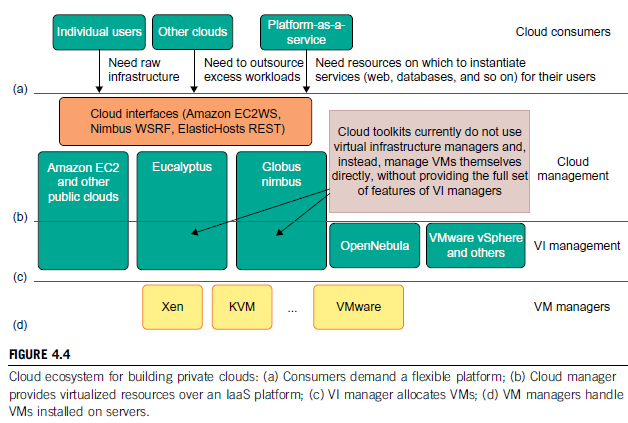 Individual users
Other clouds
Platform-as-a-
service
Cloud consumers
Need raw
infrastructure
Need to outsource
excess workloads
Need resources on which to instantiate
services (web, databases, and so on) for their users
(a)
Cloud interfaces (Amazon EC2WS,
Nimbus WSRF, ElasticHosts REST)
Cloud toolkits currently do not use
virtual infrastructure managers and,
instead, manage VMs themselves
directly, without providing the full set
of features of VI managers
Cloud
management
Amazon EC2
and other
public clouds
Eucalyptus
Globus
nimbus
(b)
OpenNebula
VMware vSphere
and others
VI management
(c)
Xen
KVM
...
VMware
VM managers
(d)
FIGURE 4.4
Cloud ecosystem for building private clouds: (a) Consumers demand a flexible platform; (b) Cloud manager
provides virtualized resources over an IaaS platform; (c) VI manager allocates VMs; (d) VM managers handle
VMs installed on servers.